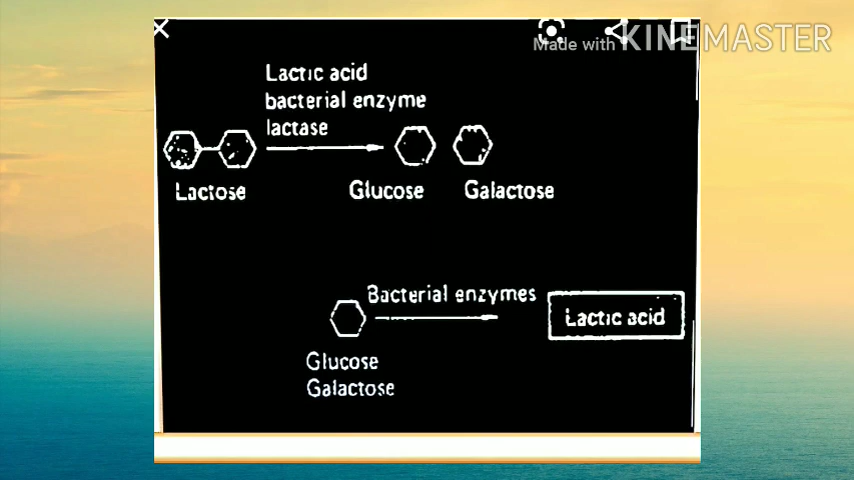 Made with KINEMASTER
Lactic acid
bacterial enzyme
lactase
Lactose
Glucose
Galactose
Bacterial enzymes
Lactic acid
Glucose
Galactose